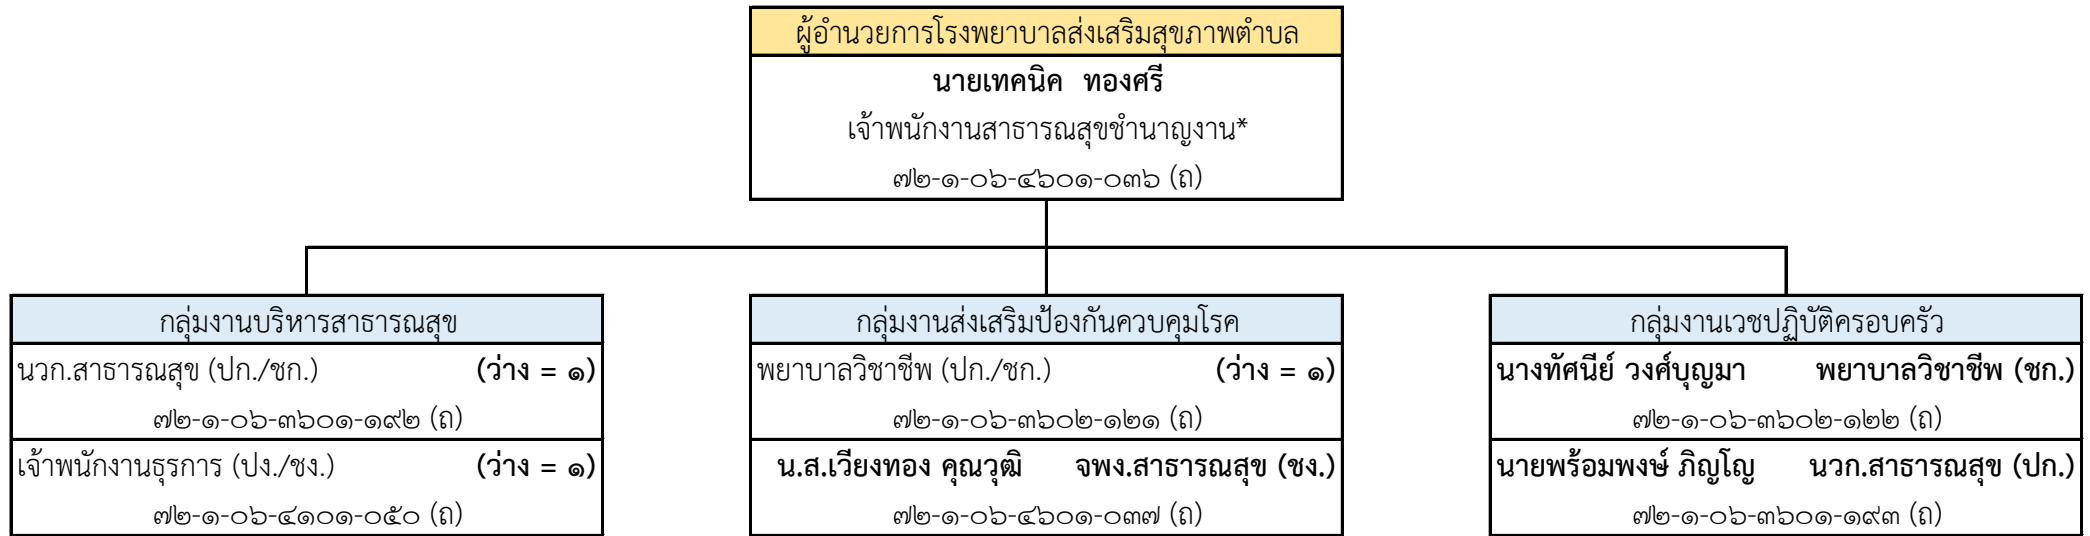 ผู้อำนวยการโรงพยาบาลส่งเสริมสุขภาพตำบล
นายเทคนิค ทองศรี
เจ้าพนักงานสาธารณสุขชำนาญงาน*
๗๒-๑-๐๖-๔๖๐๑-๐๓๖ (ถ)
กลุ่มงานบริหารสาธารณสุข
นวก.สาธารณสุข (ปก./ชก.) (ว่าง = ๑)
๗๒-๑-๐๖-๓๖๐๑-๑๙๒ (ถ)
เจ้าพนักงานธุรการ (ปง./ชง.) (ว่าง = ๑)
๗๒-๑-๐๖-๔๑๐๑-๐๕๐ (ถ)
กลุ่มงานส่งเสริมป้องกันควบคุมโรค
พยาบาลวิชาชีพ (ปก./ชก.) (ว่าง = ๑)
๗๒-๑-๐๖-๓๖๐๒-๑๒๑ (ถ)
น.ส.เวียงทอง คุณวุฒิ จพง.สาธารณสุข (ชง.)
๗๒-๑-๐๖-๔๖๐๑-๐๓๗ (ถ)
กลุ่มงานเวชปฏิบัติครอบครัว
นางทัศนีย์ วงศ์บุญมา พยาบาลวิชาชีพ (ชก.)
๗๒-๑-๐๖-๓๖๐๒-๑๒๒ (ถ)
นายพร้อมพงษ์ ภิญโญ นวก.สาธารณสุข (ปก.)
๗๒-๑-๐๖-๓๖๐๑-๑๙๓ (ถ)